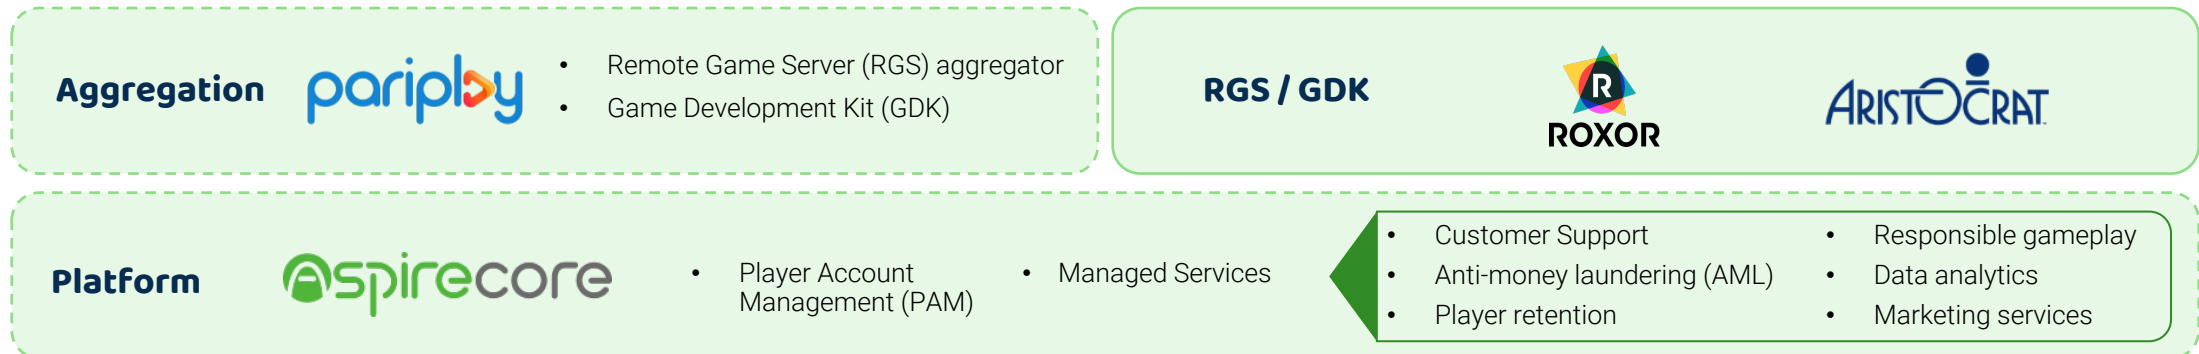 Aggregation
pariplay
• Remote Game Server (RGS) aggregator
• Game Development Kit (GDK)
RGS / GDK
R
ROXOR
ARISTOCRAT
Platform
aspirecore
• Player Account
Management (PAM)
• Managed Services
• Customer Support
• Anti-money laundering (AML)
• Player retention
• Responsible gameplay
• Data analytics
• Marketing services